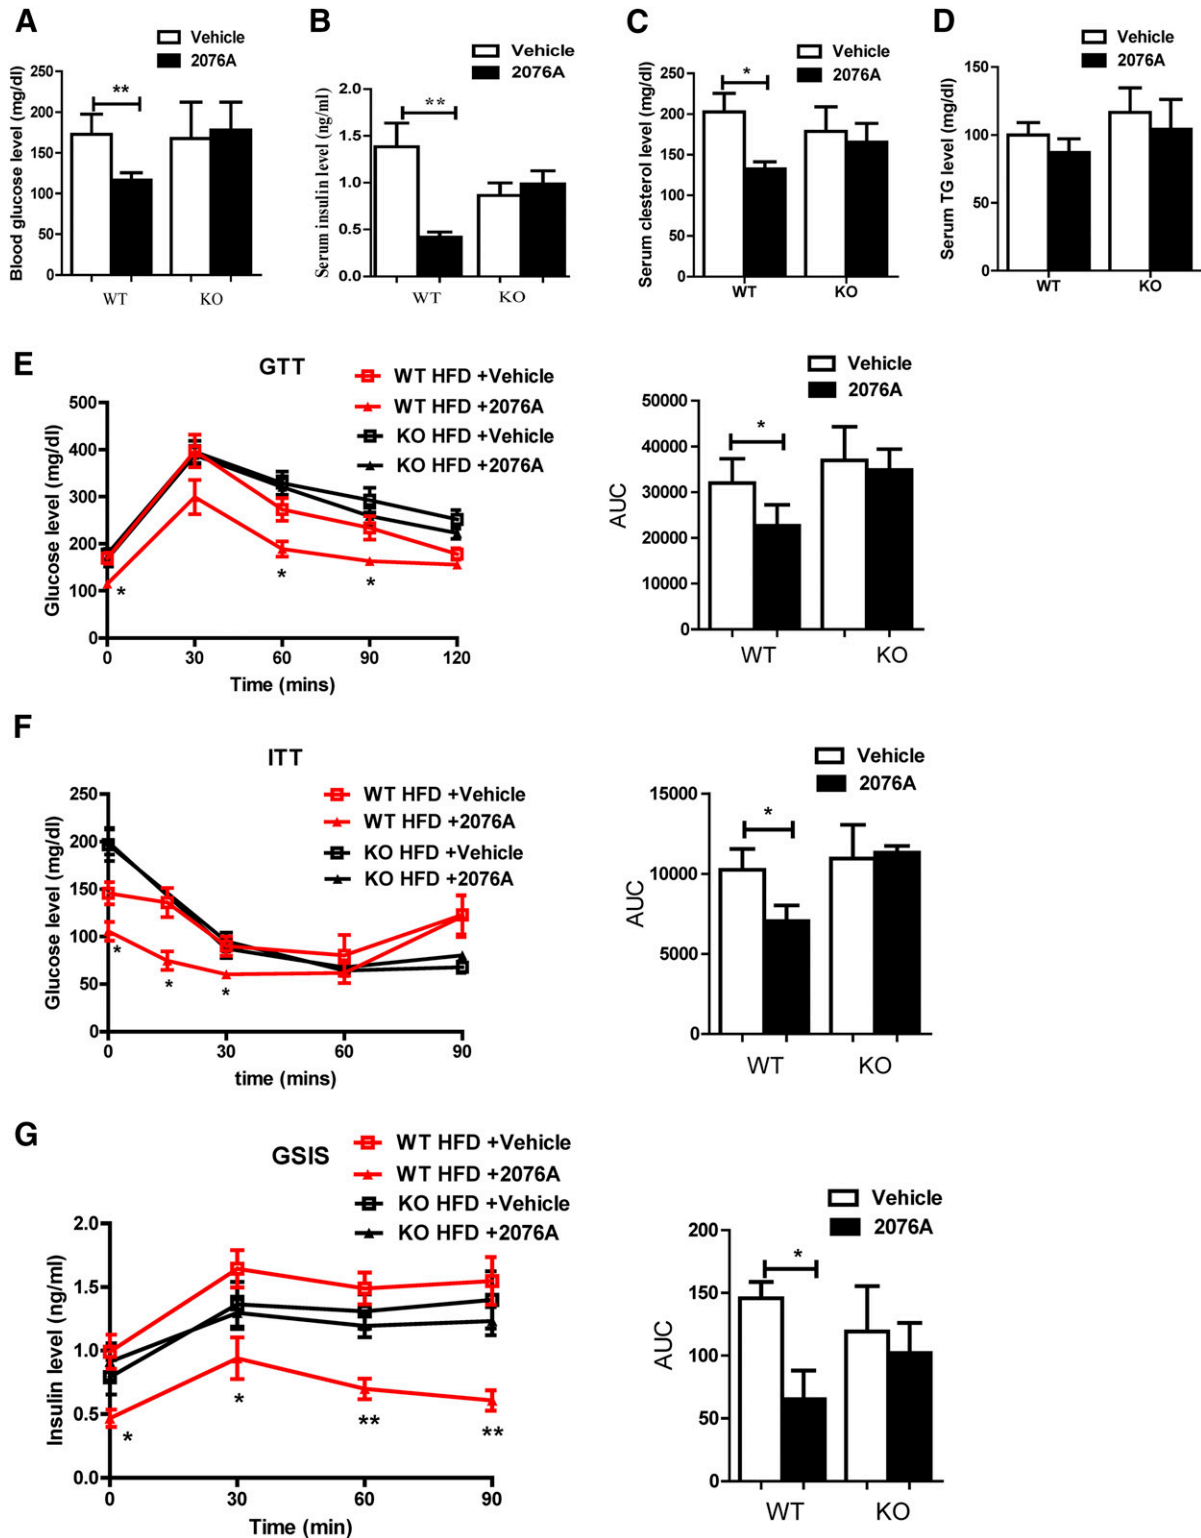 A
Vehicle
2076A
Blood glucose level (mg/dl)
250
200
150
100
50
0
**
WT KO
B
Vehicle
2076A
Serum insulin level (ng/ml)
2.0
1.5
1.0
0.5
0.0
**
WT KO
C
Vehicle
2076A
Serum clesterol level (mg/dl)
250
200
150
100
50
0
*
WT KO
D
Vehicle
2076A
Serum TG level (mg/dl)
150
100
50
0
WT KO
E
GTT
WT HFD +Vehicle
WT HFD +2076A
KO HFD +Vehicle
KO HFD +2076A
Glucose level (mg/dl)
500
400
300
200
100
0
* * *
0 30 60 90 120
Time (mins)
Vehicle
2076A
AUC
50000
40000
30000
20000
10000
0
*
WT KO
F
ITT
WT HFD +Vehicle
WT HFD +2076A
KO HFD +Vehicle
KO HFD +2076A
Glucose level (mg/dl)
250
200
150
100
50
0
* * *
0 30 60 90
time (mins)
Vehicle
2076A
AUC
15000
10000
5000
0
*
WT KO
G
GSIS
WT HFD +Vehicle
WT HFD +2076A
KO HFD +Vehicle
KO HFD +2076A
Insulin level (ng/ml)
2.0
1.5
1.0
0.5
0.0
* * ** **
0 30 60 90
Time (min)
Vehicle
2076A
AUC
200
150
100
50
0
*
WT KO